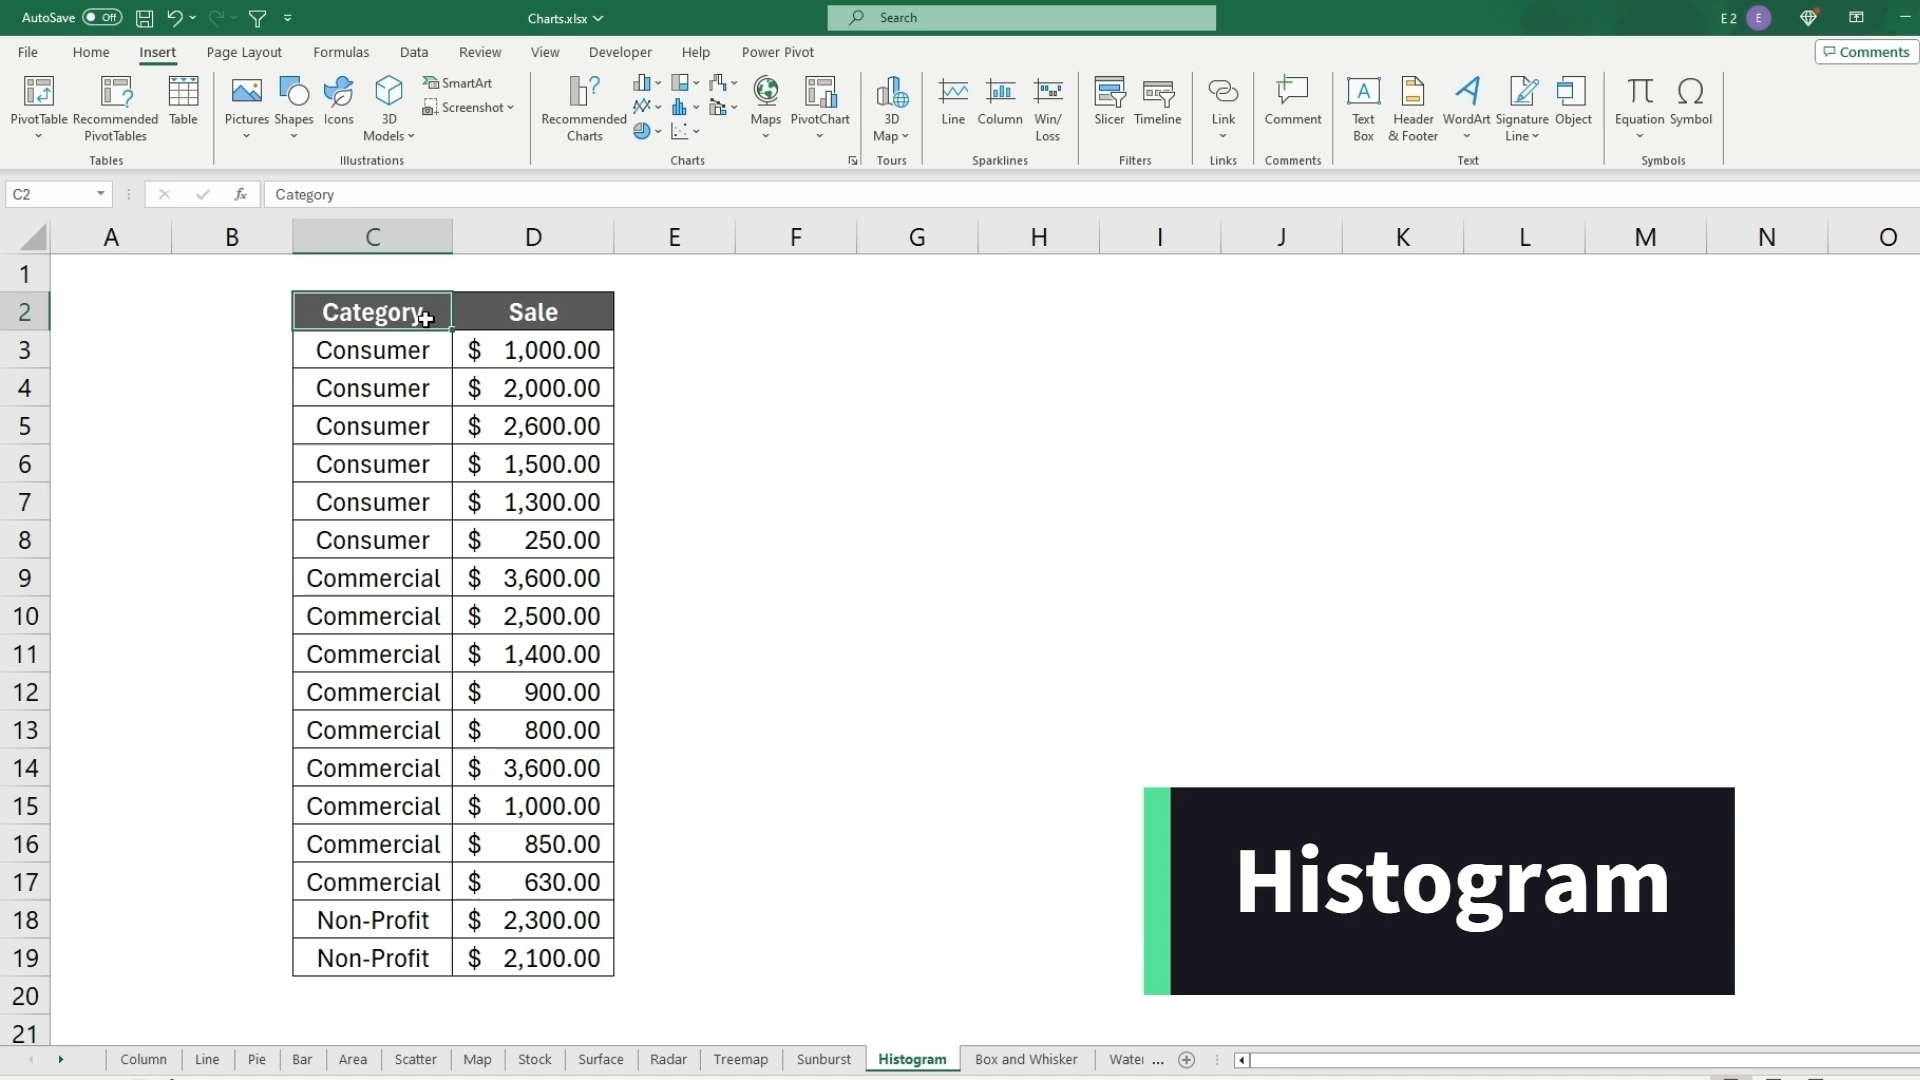 AutoSave Off Charts.xlsx Search E 2 E
File Home Insert Page Layout Formulas Data Review View Developer Help Power Pivot Comments
PivotTable Recommended PivotTables Table Pictures Shapes Icons 3D Models SmartArt Screenshot Recommended Charts Maps PivotChart 3D Map Line Column Win/Loss Slicer Timeline Link Comment Text Box Header & Footer WordArt Signature Line Object Equation Symbol
Tables Illustrations Charts Tours Sparklines Filters Links Comments Text Symbols
C2 fx Category
A B C D E F G H I J K L M N O
1
2 Category Sale
3 Consumer $ 1,000.00
4 Consumer $ 2,000.00
5 Consumer $ 2,600.00
6 Consumer $ 1,500.00
7 Consumer $ 1,300.00
8 Consumer $ 250.00
9 Commercial $ 3,600.00
10 Commercial $ 2,500.00
11 Commercial $ 1,400.00
12 Commercial $ 900.00
13 Commercial $ 800.00
14 Commercial $ 3,600.00
15 Commercial $ 1,000.00
16 Commercial $ 850.00
17 Commercial $ 630.00
18 Non-Profit $ 2,300.00
19 Non-Profit $ 2,100.00
20
21
Histogram
Column Line Pie Bar Area Scatter Map Stock Surface Radar Treemap Sunburst Histogram Box and Whisker Water ...